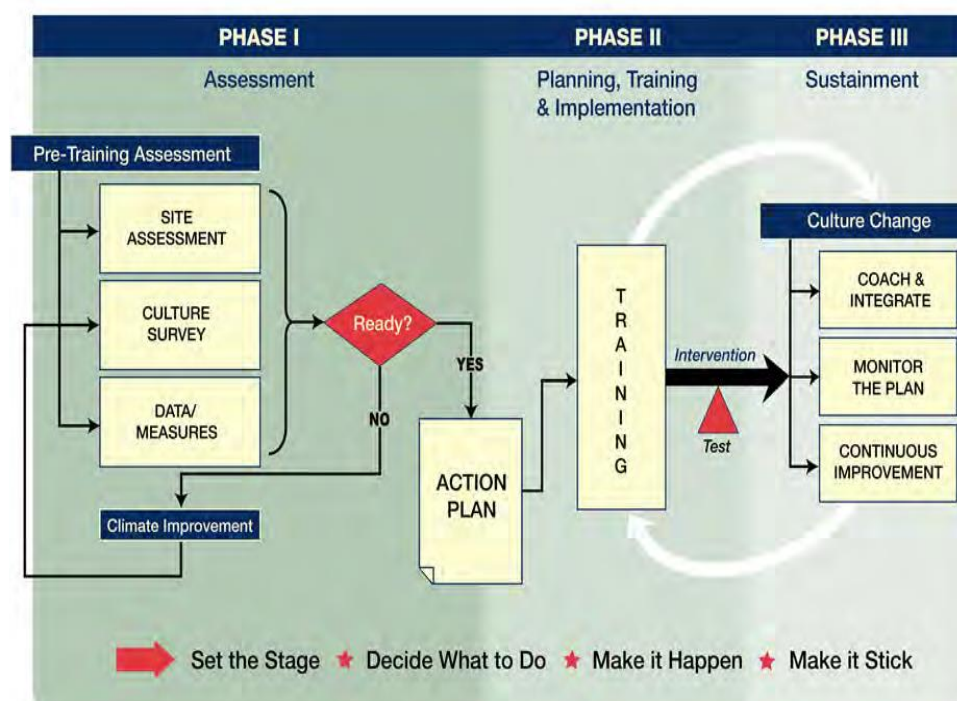 PHASE I
PHASE II
PHASE III
Assessment
Planning, Training
& Implementation
Sustainment
Pre-Training Assessment
SITE
ASSESSMENT
CULTURE
SURVEY
DATA/
MEASURES
Ready?
YES
NO
Climate Improvement
ACTION
PLAN
TRAINING
Intervention
Test
Culture Change
COACH &
INTEGRATE
MONITOR
THE PLAN
CONTINUOUS
IMPROVEMENT
Set the Stage ★ Decide What to Do ★ Make it Happen ★ Make it Stick